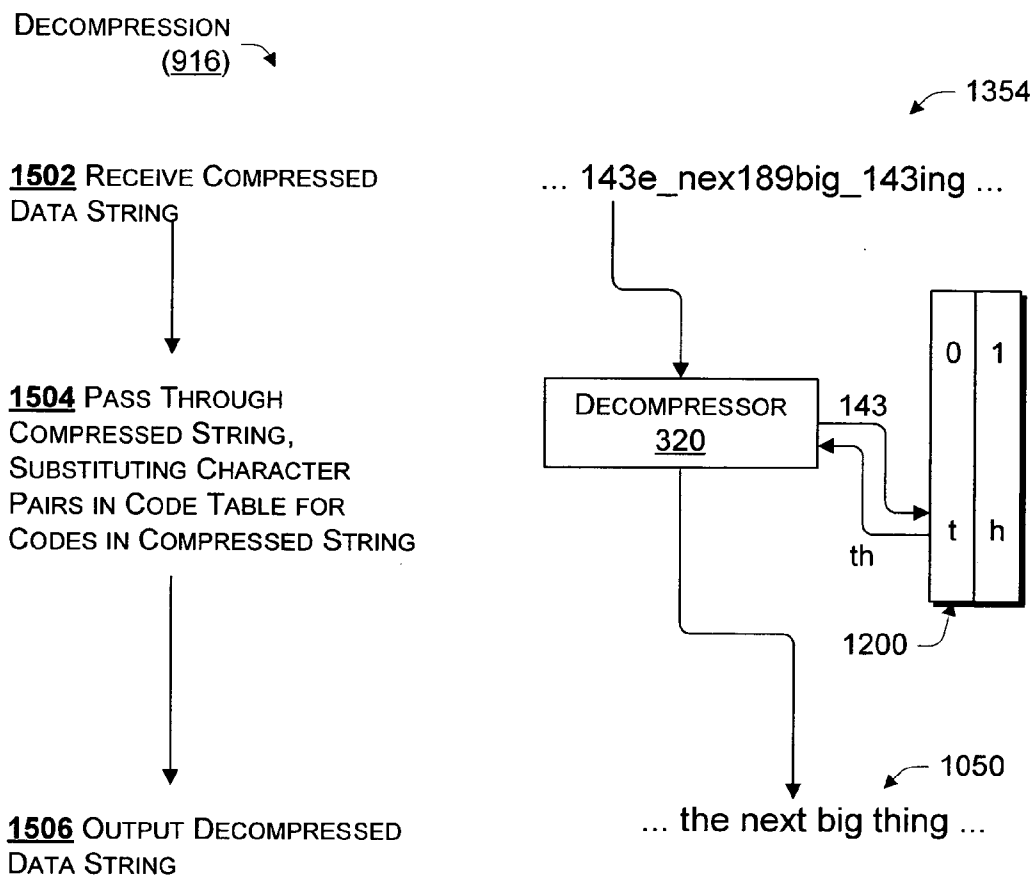 DECOMPRESSION
(916)
1354
1502 RECEIVE COMPRESSED
DATA STRING
... 143e_nex189big_143ing ...
0 1
1504 PASS THROUGH
COMPRESSED STRING,
SUBSTITUTING CHARACTER
PAIRS IN CODE TABLE FOR
CODES IN COMPRESSED STRING
DECOMPRESSOR
320
143
th
t h
1200
1050
1506 OUTPUT DECOMPRESSED
DATA STRING
... the next big thing ...